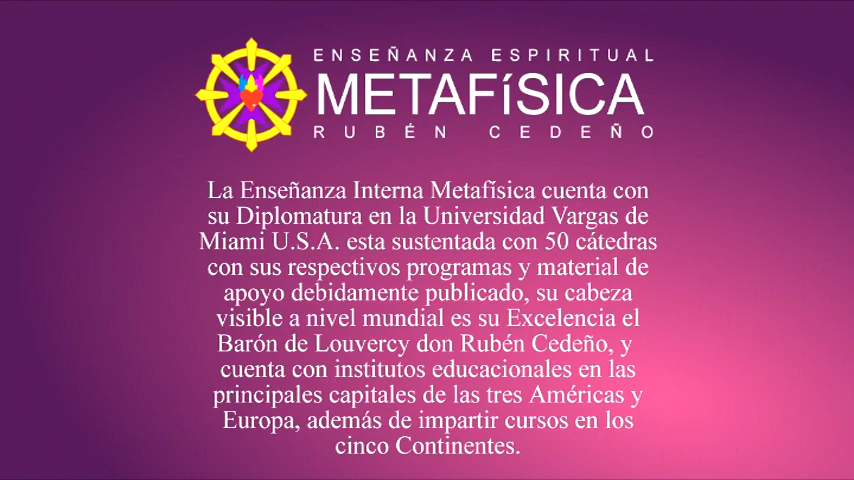 ENSEÑANZA ESPIRITUAL
METAFíSICA
RUBÉN CEDEÑO
La Enseñanza Interna Metafísica cuenta con
su Diplomatura en la Universidad Vargas de
Miami U.S.A. esta sustentada con 50 cátedras
con sus respectivos programas y material de
apoyo debidamente publicado, su cabeza
visible a nivel mundial es su Excelencia el
Barón de Louvercy don Rubén Cedeño, y
cuenta con institutos educacionales en las
principales capitales de las tres Américas y
Europa, además de impartir cursos en los
cinco Continentes.